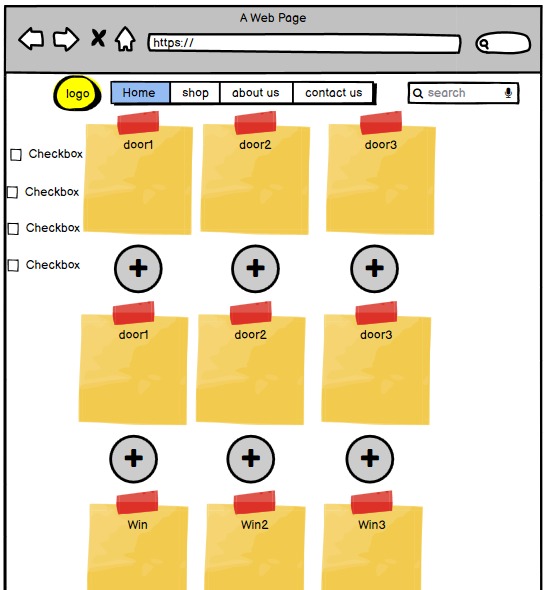 A Web Page
https://
logo
Home shop about us contact us
search
door1 door2 door3
Checkbox
Checkbox
Checkbox
Checkbox
door1 door2 door3
Win Win2 Win3